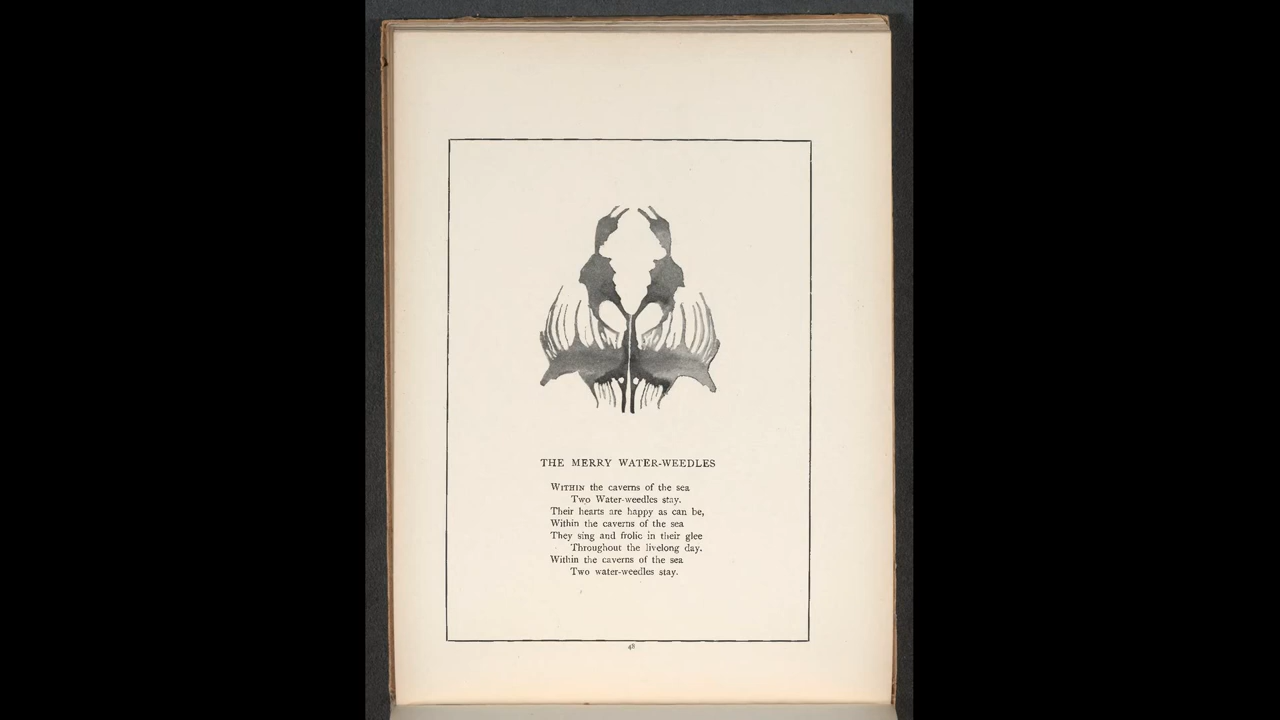 THE MERRY WATER-WEEDLES
WITHIN the caverns of the sea
Two Water-weedles stay.
Their hearts are happy as can be,
Within the caverns of the sea
They sing and frolic in their glee
Throughout the livelong day.
Within the caverns of the sea
Two water-weedles stay.
48